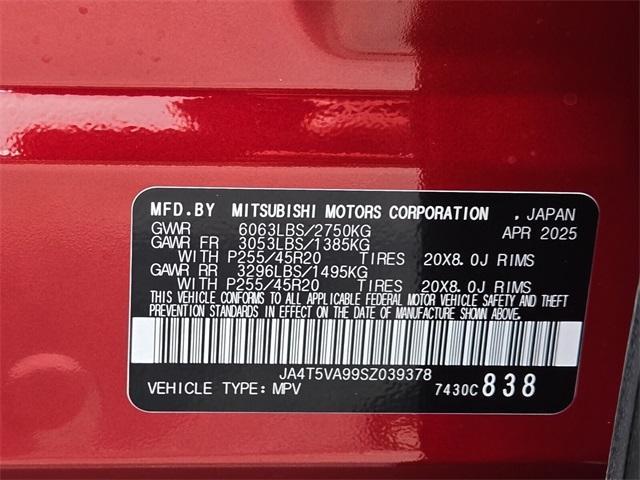 MFD.BY MITSUBISHI MOTORS CORPORATION , JAPAN
GVWR 6063LBS/2750KG APR 2025
GAWR FR 3053LBS/1385KG
WITH P255/45R20 TIRES 20X8.0J RIMS
GAWR RR 3296LBS/1495KG
WITH P255/45R20 TIRES 20X8.0J RIMS
THIS VEHICLE CONFORMS TO ALL APPLICABLE FEDERAL MOTOR VEHICLE SAFETY AND THEFT
PREVENTION STANDARDS IN EFFECT ON THE DATE OF MANUFACTURE SHOWN ABOVE.
JA4T5VA99SZ039378
VEHICLE TYPE:MPV 7430C838